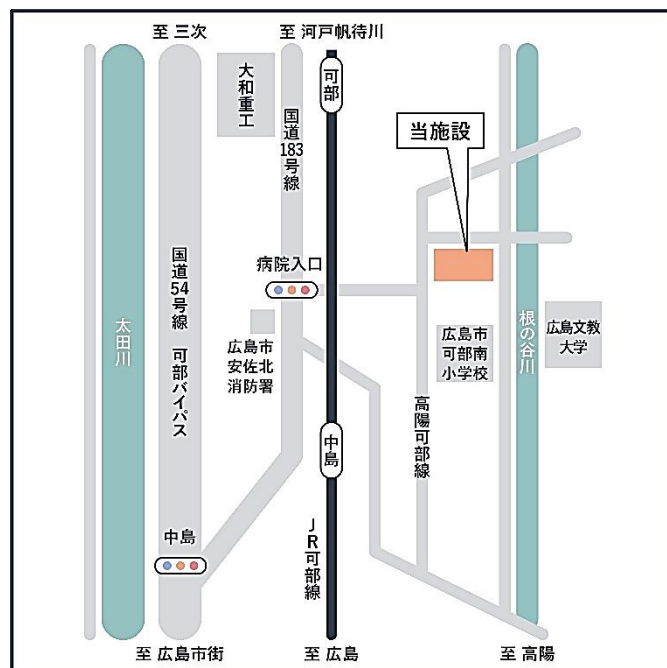 至 三次
至 河戸帆待川
大和重工
国道183号線
可部
当施設
病院入口
国道54号線 可部バイパス
太田川
広島市
安佐北
消防署
広島市
可部南
小学校
根の谷川
広島文教
大学
高陽可部線
中島
中島
JR可部線
至 広島市街
至 広島
至 高陽